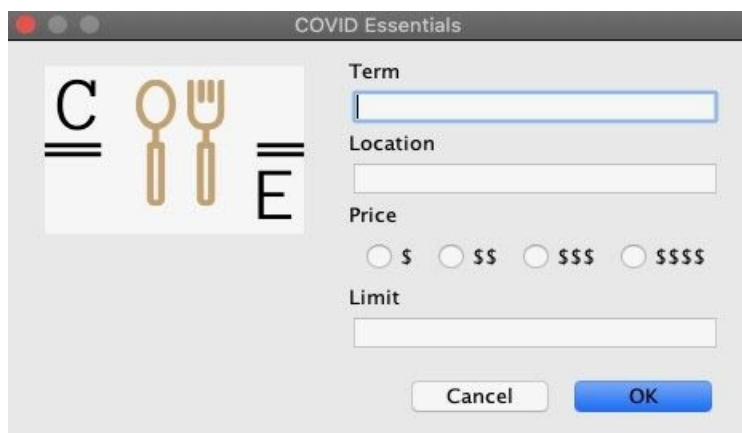 COVID Essentials
C
E
Term
Location
Price
$ $$ $$$ $$$$
Limit
Cancel OK